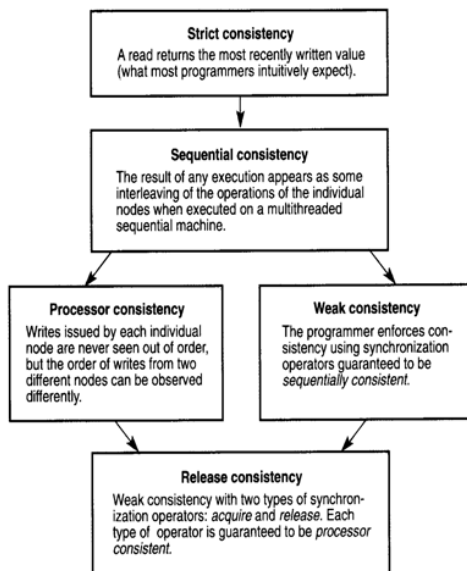 Strict consistency
A read returns the most recently written value
(what most programmers intuitively expect).
Sequential consistency
The result of any execution appears as some
interleaving of the operations of the individual
nodes when executed on a multithreaded
sequential machine.
Processor consistency
Writes issued by each individual
node are never seen out of order,
but the order of writes from two
different nodes can be observed
differently.
Weak consistency
The programmer enforces con-
sistency using synchronization
operators guaranteed to be
sequentially consistent.
Release consistency
Weak consistency with two types of synchron-
ization operators: acquire and release. Each
type of operator is guaranteed to be processor
consistent.